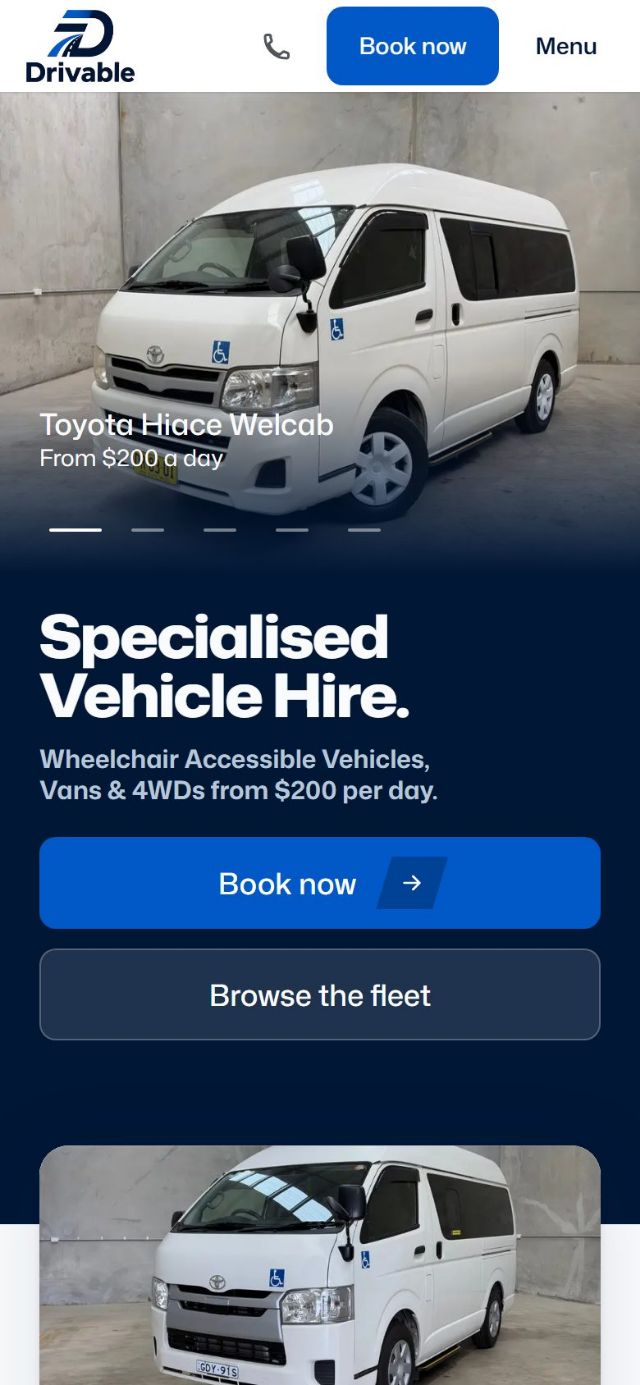 Drivable
Book now
Menu
Toyota Hiace Welcab
From $200 a day
Specialised
Vehicle Hire.
Wheelchair Accessible Vehicles,
Vans & 4WDs from $200 per day.
Book now
Browse the fleet
GDY·91S